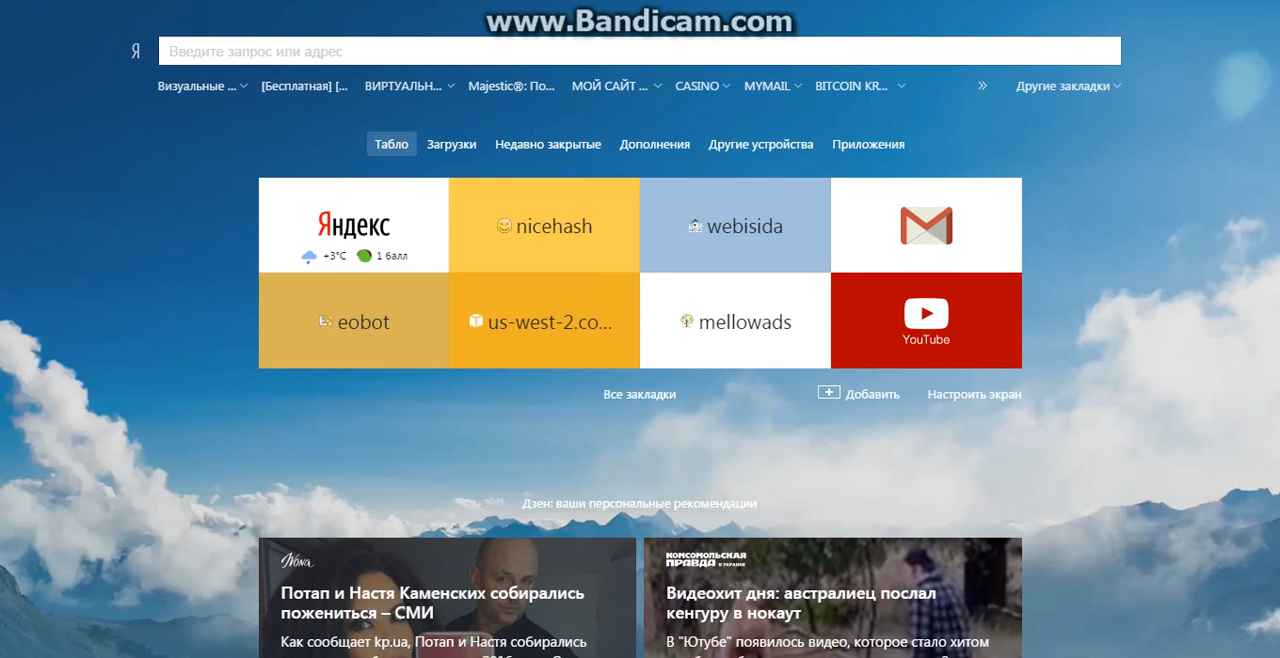 www.Bandicam.com
Я
Введите запрос или адрес
Визуальные ... [Бесплатная] [... ВИРТУАЛЬН... Majestic®: По... МОЙ САЙТ ... CASINO MYMAIL BITCOIN KR... » Другие закладки
Табло Загрузки Недавно закрытые Дополнения Другие устройства Приложения
Яндекс
+3°C 1 балл
nicehash
webisida
eobot
us-west-2.co...
mellowads
YouTube
Все закладки Добавить Настроить экран
Дзен: ваши персональные рекомендации
Nona
Потап и Настя Каменских собирались
пожениться – СМИ
Как сообщает kp.ua, Потап и Настя собирались
КОМСОМОЛЬСКАЯ
ПРАВДА В УКРАИНЕ
Видеохит дня: австралиец послал
кенгуру в нокаут
В "Ютубе" появилось видео, которое стало хитом